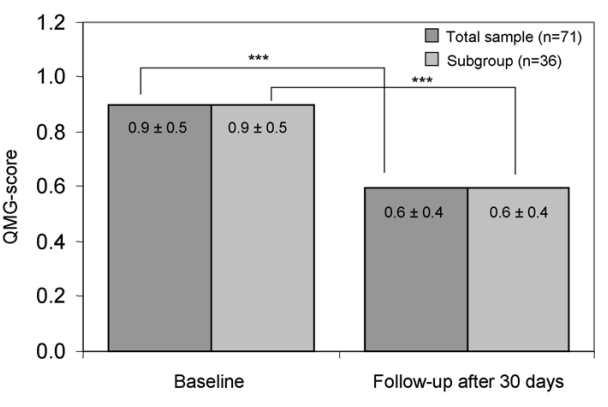 1.2
1.0
0.8
0.6
0.4
0.2
0.0
QMG-score
Total sample (n=71)
Subgroup (n=36)
***
***
0.9 ± 0.5
0.9 ± 0.5
0.6 ± 0.4
0.6 ± 0.4
Baseline
Follow-up after 30 days